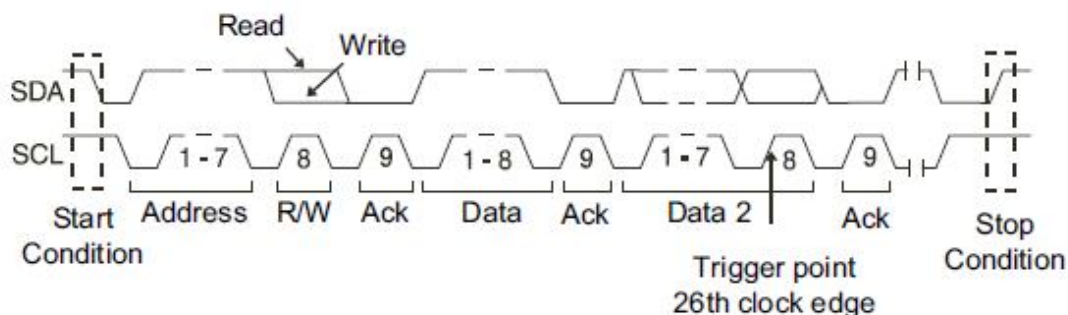 Read
Write
SDA
SCL
1 - 7
8
9
1 - 8
9
1 - 7
8
9
Start
Condition
Address
R/W
Ack
Data
Ack
Data 2
Ack
Stop
Condition
Trigger point
26th clock edge